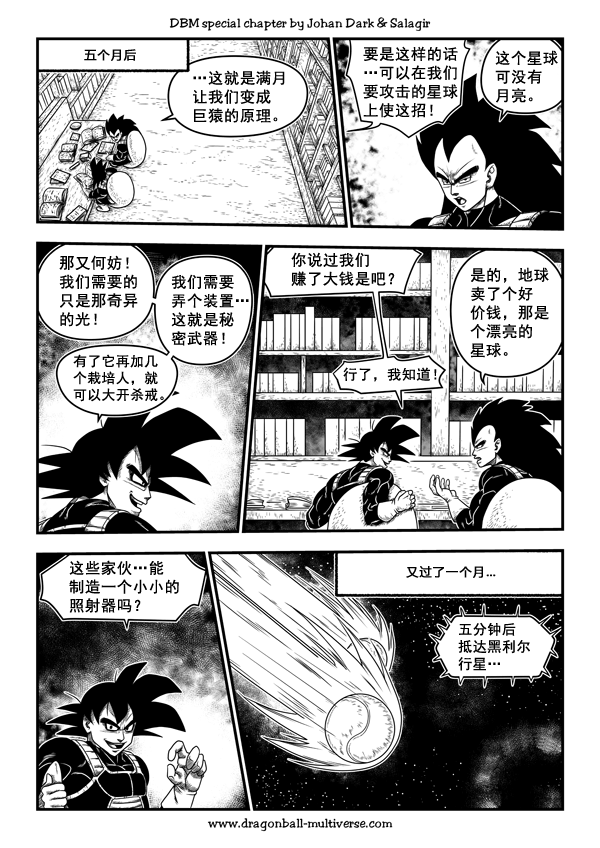 DBM special chapter by Johan Dark & Salagir
五个月后
…这就是满月
让我们变成
巨猿的原理。
要是这样的话
…可以在我们
要攻击的星球
上使这招！
这个星球
可没有
月亮。
那又何妨！
我们需要的
只是那奇异
的光！
我们需要
弄个装置…
这就是秘
密武器！
有了它再加几
个栽培人，就
可以大开杀戒。
你说过我们
赚了大钱是吧？
是的，地球
卖了个好
价钱，那是
个漂亮的
星球。
行了，我知道！
这些家伙…能
制造一个小小的
照射器吗？
又过了一个月...
五分钟后
抵达黑利尔
行星…
www.dragonball-multiverse.com